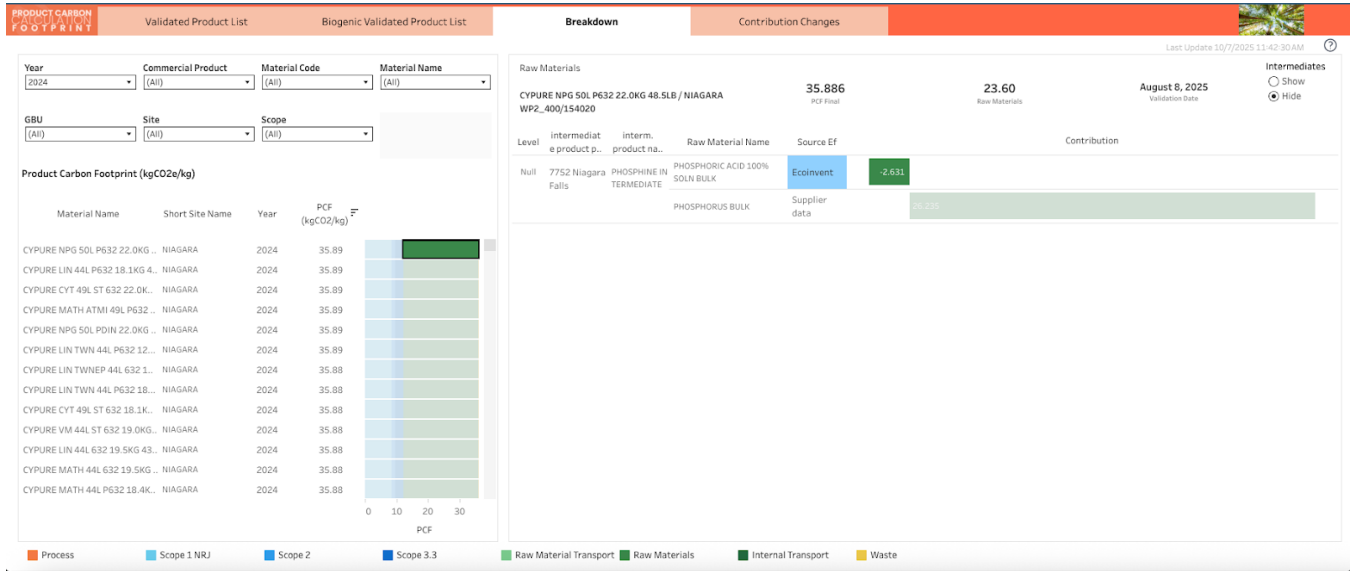 PRODUCT CARBON
CALCULATION
FOOTPRINT
Validated Product List
Biogenic Validated Product List
Breakdown
Contribution Changes
Last Update 10/7/2025 11:42:30 AM
?
Year
Commercial Product
Material Code
Material Name
2024
(All)
(All)
(All)
GBU
Site
Scope
(All)
(All)
(All)
Product Carbon Footprint (kgCO2e/kg)
Material Name
Short Site Name
Year
PCF
(kgCO2/kg)
CYPURE NPG 50L P632 22.0KG .. NIAGARA 2024 35.89
CYPURE LIN 44L P632 18.1KG 4.. NIAGARA 2024 35.89
CYPURE CYT 49L ST 632 22.0K.. NIAGARA 2024 35.89
CYPURE MATH ATMI 49L P632 .. NIAGARA 2024 35.89
CYPURE NPG 50L PDIN 22.0KG .. NIAGARA 2024 35.89
CYPURE LIN TWN 44L P632 12... NIAGARA 2024 35.89
CYPURE LIN TWNEP 44L 632 1.. NIAGARA 2024 35.88
CYPURE LIN TWN 44L P632 18... NIAGARA 2024 35.88
CYPURE CYT 49L ST 632 18.1K.. NIAGARA 2024 35.88
CYPURE VM 44L ST 632 19.0KG.. NIAGARA 2024 35.88
CYPURE LIN 44L 632 19.5KG 43.. NIAGARA 2024 35.88
CYPURE MATH 44L 632 19.5KG .. NIAGARA 2024 35.88
CYPURE MATH 44L P632 18.4K.. NIAGARA 2024 35.88
0 10 20 30
PCF
Raw Materials
CYPURE NPG 50L P632 22.0KG 48.5LB / NIAGARA
WP2_400/154020
35.886
PCF Final
23.60
Raw Materials
August 8, 2025
Validation Date
Intermediates
Show
Hide
Level
intermediat
e product p..
interm.
product na..
Raw Material Name
Source Ef
Contribution
Null
7752 Niagara
Falls
PHOSPHINE IN
TERMEDIATE
PHOSPHORIC ACID 100%
SOLN BULK
Ecoinvent
-2.631
PHOSPHORUS BULK
Supplier
data
26.235
Process
Scope 1 NRJ
Scope 2
Scope 3.3
Raw Material Transport
Raw Materials
Internal Transport
Waste